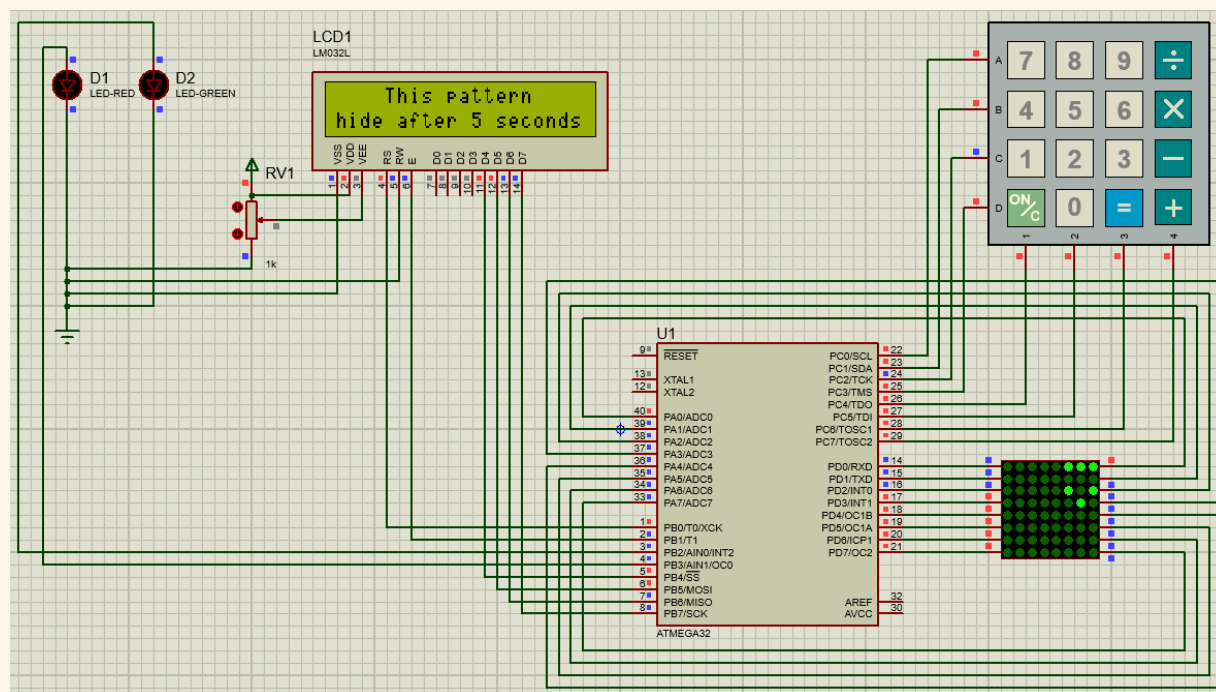 LCD1
LM032L
D1
LED-RED
D2
LED-GREEN
This pattern
hide after 5 seconds
VSS
VDD
VEE
RS
RW
E
D0
D1
D2
D3
D4
D5
D6
D7
1
2
3
4
5
6
7
8
9
10
11
12
13
14
RV1
1k
A
7
8
9
÷
B
4
5
6
×
C
1
2
3
−
D
ON/C
0
=
+
1
2
3
4
U1
9
RESET
13
XTAL1
12
XTAL2
40
PA0/ADC0
39
PA1/ADC1
38
PA2/ADC2
37
PA3/ADC3
36
PA4/ADC4
35
PA5/ADC5
34
PA6/ADC6
33
PA7/ADC7
1
PB0/T0/XCK
2
PB1/T1
3
PB2/AIN0/INT2
4
PB3/AIN1/OC0
5
PB4/SS
6
PB5/MOSI
7
PB6/MISO
8
PB7/SCK
PC0/SCL
22
PC1/SDA
23
PC2/TCK
24
PC3/TMS
25
PC4/TDO
26
PC5/TDI
27
PC6/TOSC1
28
PC7/TOSC2
29
PD0/RXD
14
PD1/TXD
15
PD2/INT0
16
PD3/INT1
17
PD4/OC1B
18
PD5/OC1A
19
PD6/ICP1
20
PD7/OC2
21
AREF
32
AVCC
30
ATMEGA32